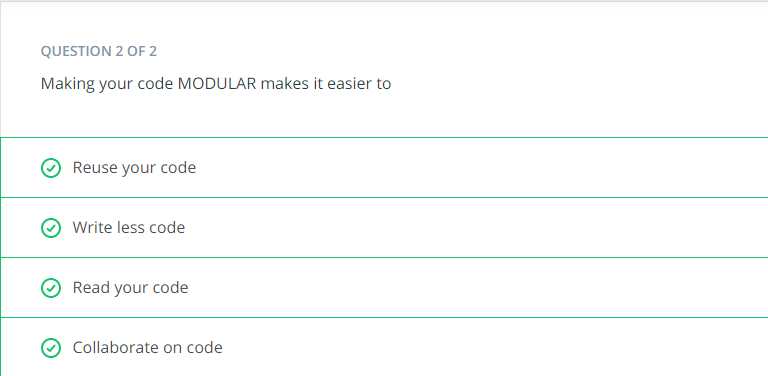 QUESTION 2 OF 2
Making your code MODULAR makes it easier to
Reuse your code
Write less code
Read your code
Collaborate on code